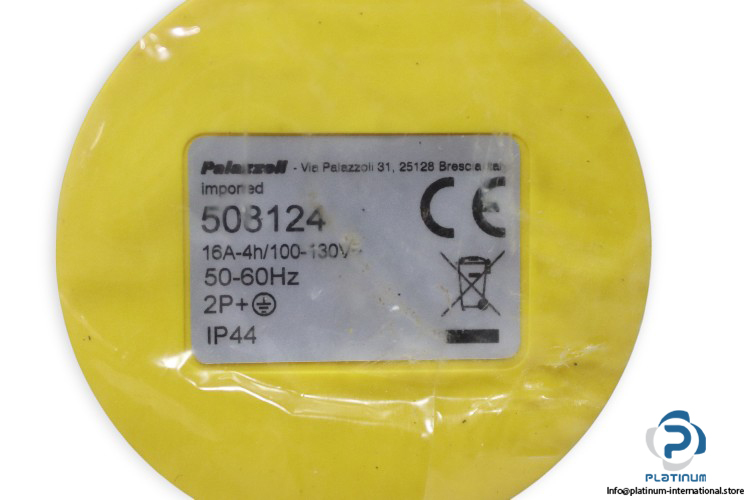 Palazzoli - Via Palazzoli 31, 25128 Brescia
imported
508124
CE
16A-4h/100-130V~
50-60Hz
2P+
IP44
PLATINUM
Info@platinum-international.store